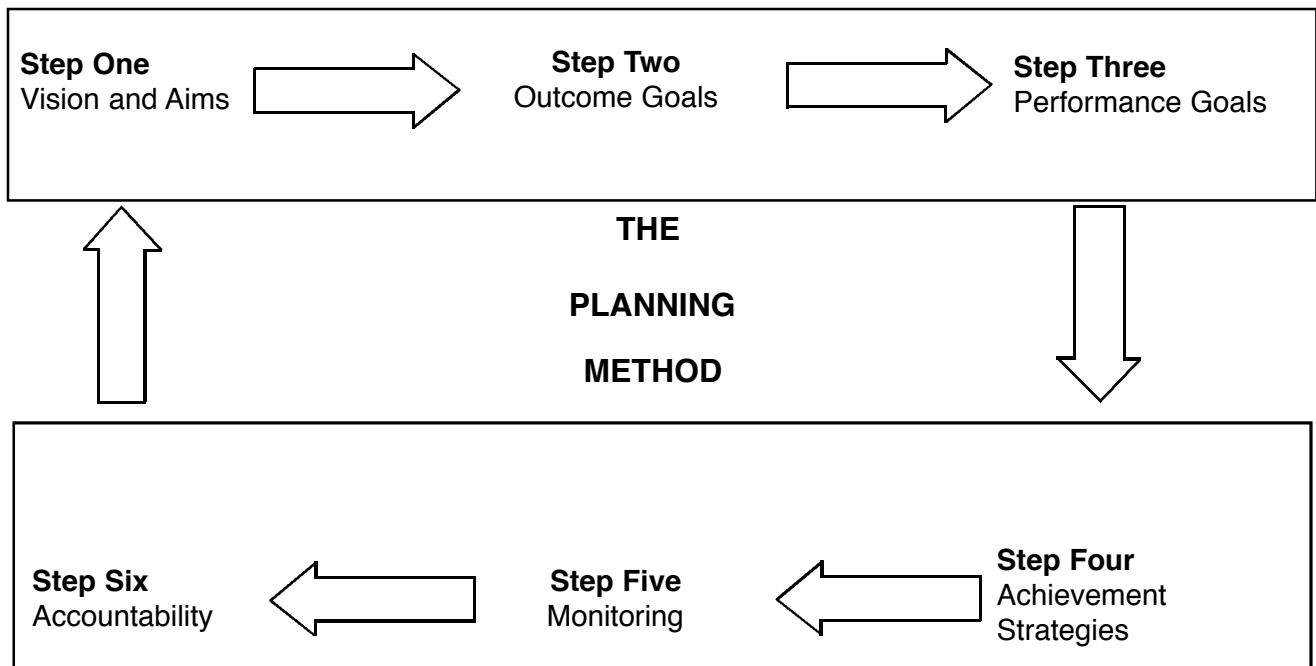 Step One
Vision and Aims
Step Two
Outcome Goals
Step Three
Performance Goals
THE
PLANNING
METHOD
Step Six
Accountability
Step Five
Monitoring
Step Four
Achievement
Strategies